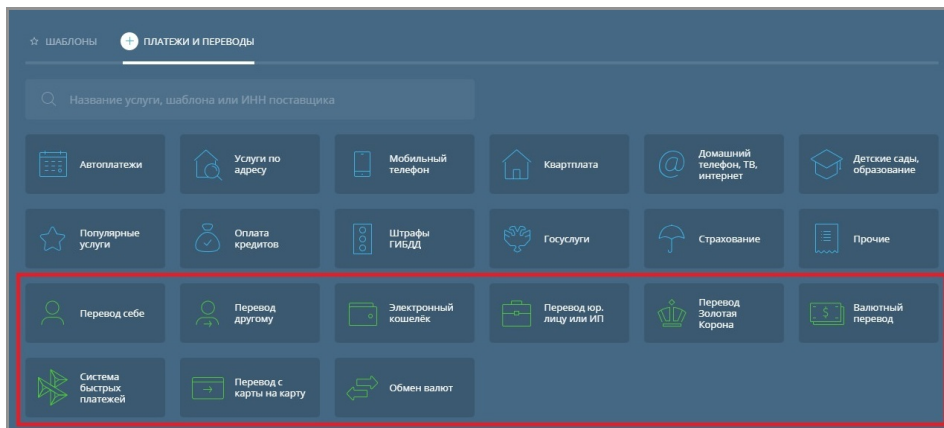 ШАБЛОНЫ
ПЛАТЕЖИ И ПЕРЕВОДЫ
Название услуги, шаблона или ИНН поставщика
Автоплатежи
Услуги по
адресу
Мобильный
телефон
Квартплата
Домашний
телефон, ТВ,
интернет
Детские сады,
образование
Популярные
услуги
Оплата
кредитов
Штрафы
ГИБДД
Госуслуги
Страхование
Прочие
Перевод себе
Перевод
другому
Электронный
кошелёк
Перевод юр.
лицу или ИП
Перевод
Золотая
Корона
Валютный
перевод
Система
быстрых
платежей
Перевод с
карты на карту
Обмен валют